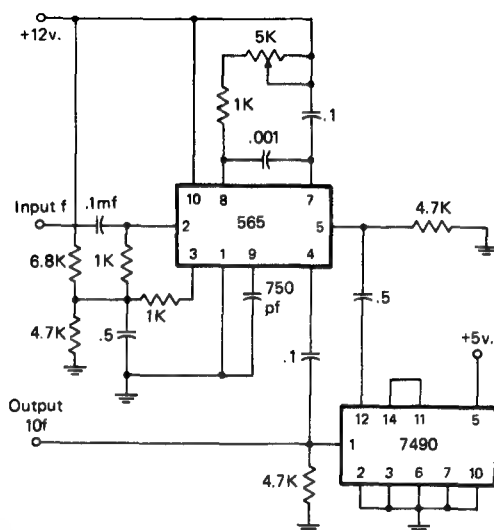 +12v.
5K
1K
.1
.001
10 8 7
Input f
.1mf
2
565
5
4.7K
6.8K
1K
3 1 9 4
1K
750
pf
.5
4.7K
.5
.1
+5v.
Output
10f
12 14 11 5
1
7490
4.7K
2 3 6 7 10